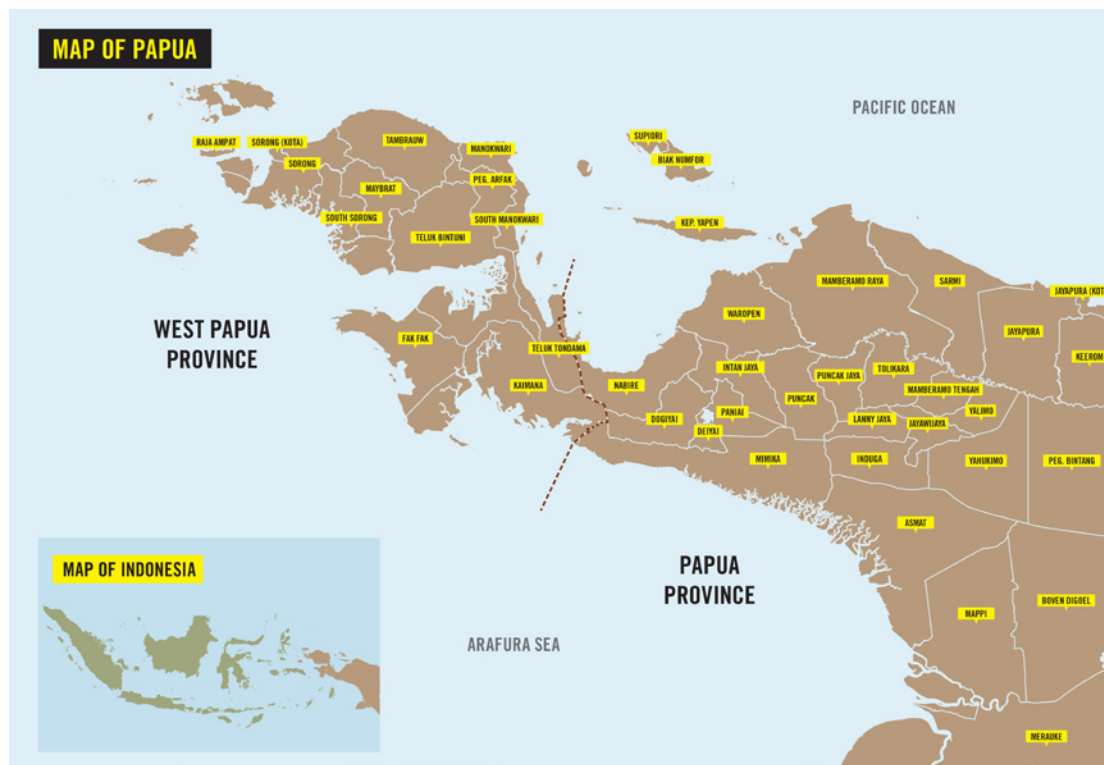 MAP OF PAPUA
PACIFIC OCEAN
SUPIORI
RAJA AMPAT
SORONG (KOTA)
TAMBRAUW
MANOKWARI
BIAK NUMFOR
SORONG
PEG. ARFAK
MAYBRAT
SOUTH SORONG
SOUTH MANOKWARI
KEP. YAPEN
TELUK BINTUNI
MAMBERAMO RAYA
SARMI
JAYAPURA (KOT
WAROPEN
WEST PAPUA
PROVINCE
FAK FAK
JAYAPURA
TELUK TONDAMA
KEEROM
INTAN JAYA
PUNCAK JAYA
TOLIKARA
KAIMANA
NABIRE
MAMBERAMO TENGAH
PUNCAK
PANIAI
YALIMO
DOGIYAI
LANNY JAYA
JAYAWIJAYA
DEIYAI
MIMIKA
INDUGA
YAHUKIMO
PEG. BINTANG
ASMAT
MAP OF INDONESIA
PAPUA
PROVINCE
BOVEN DIGOEL
MAPPI
ARAFURA SEA
MERAUKE